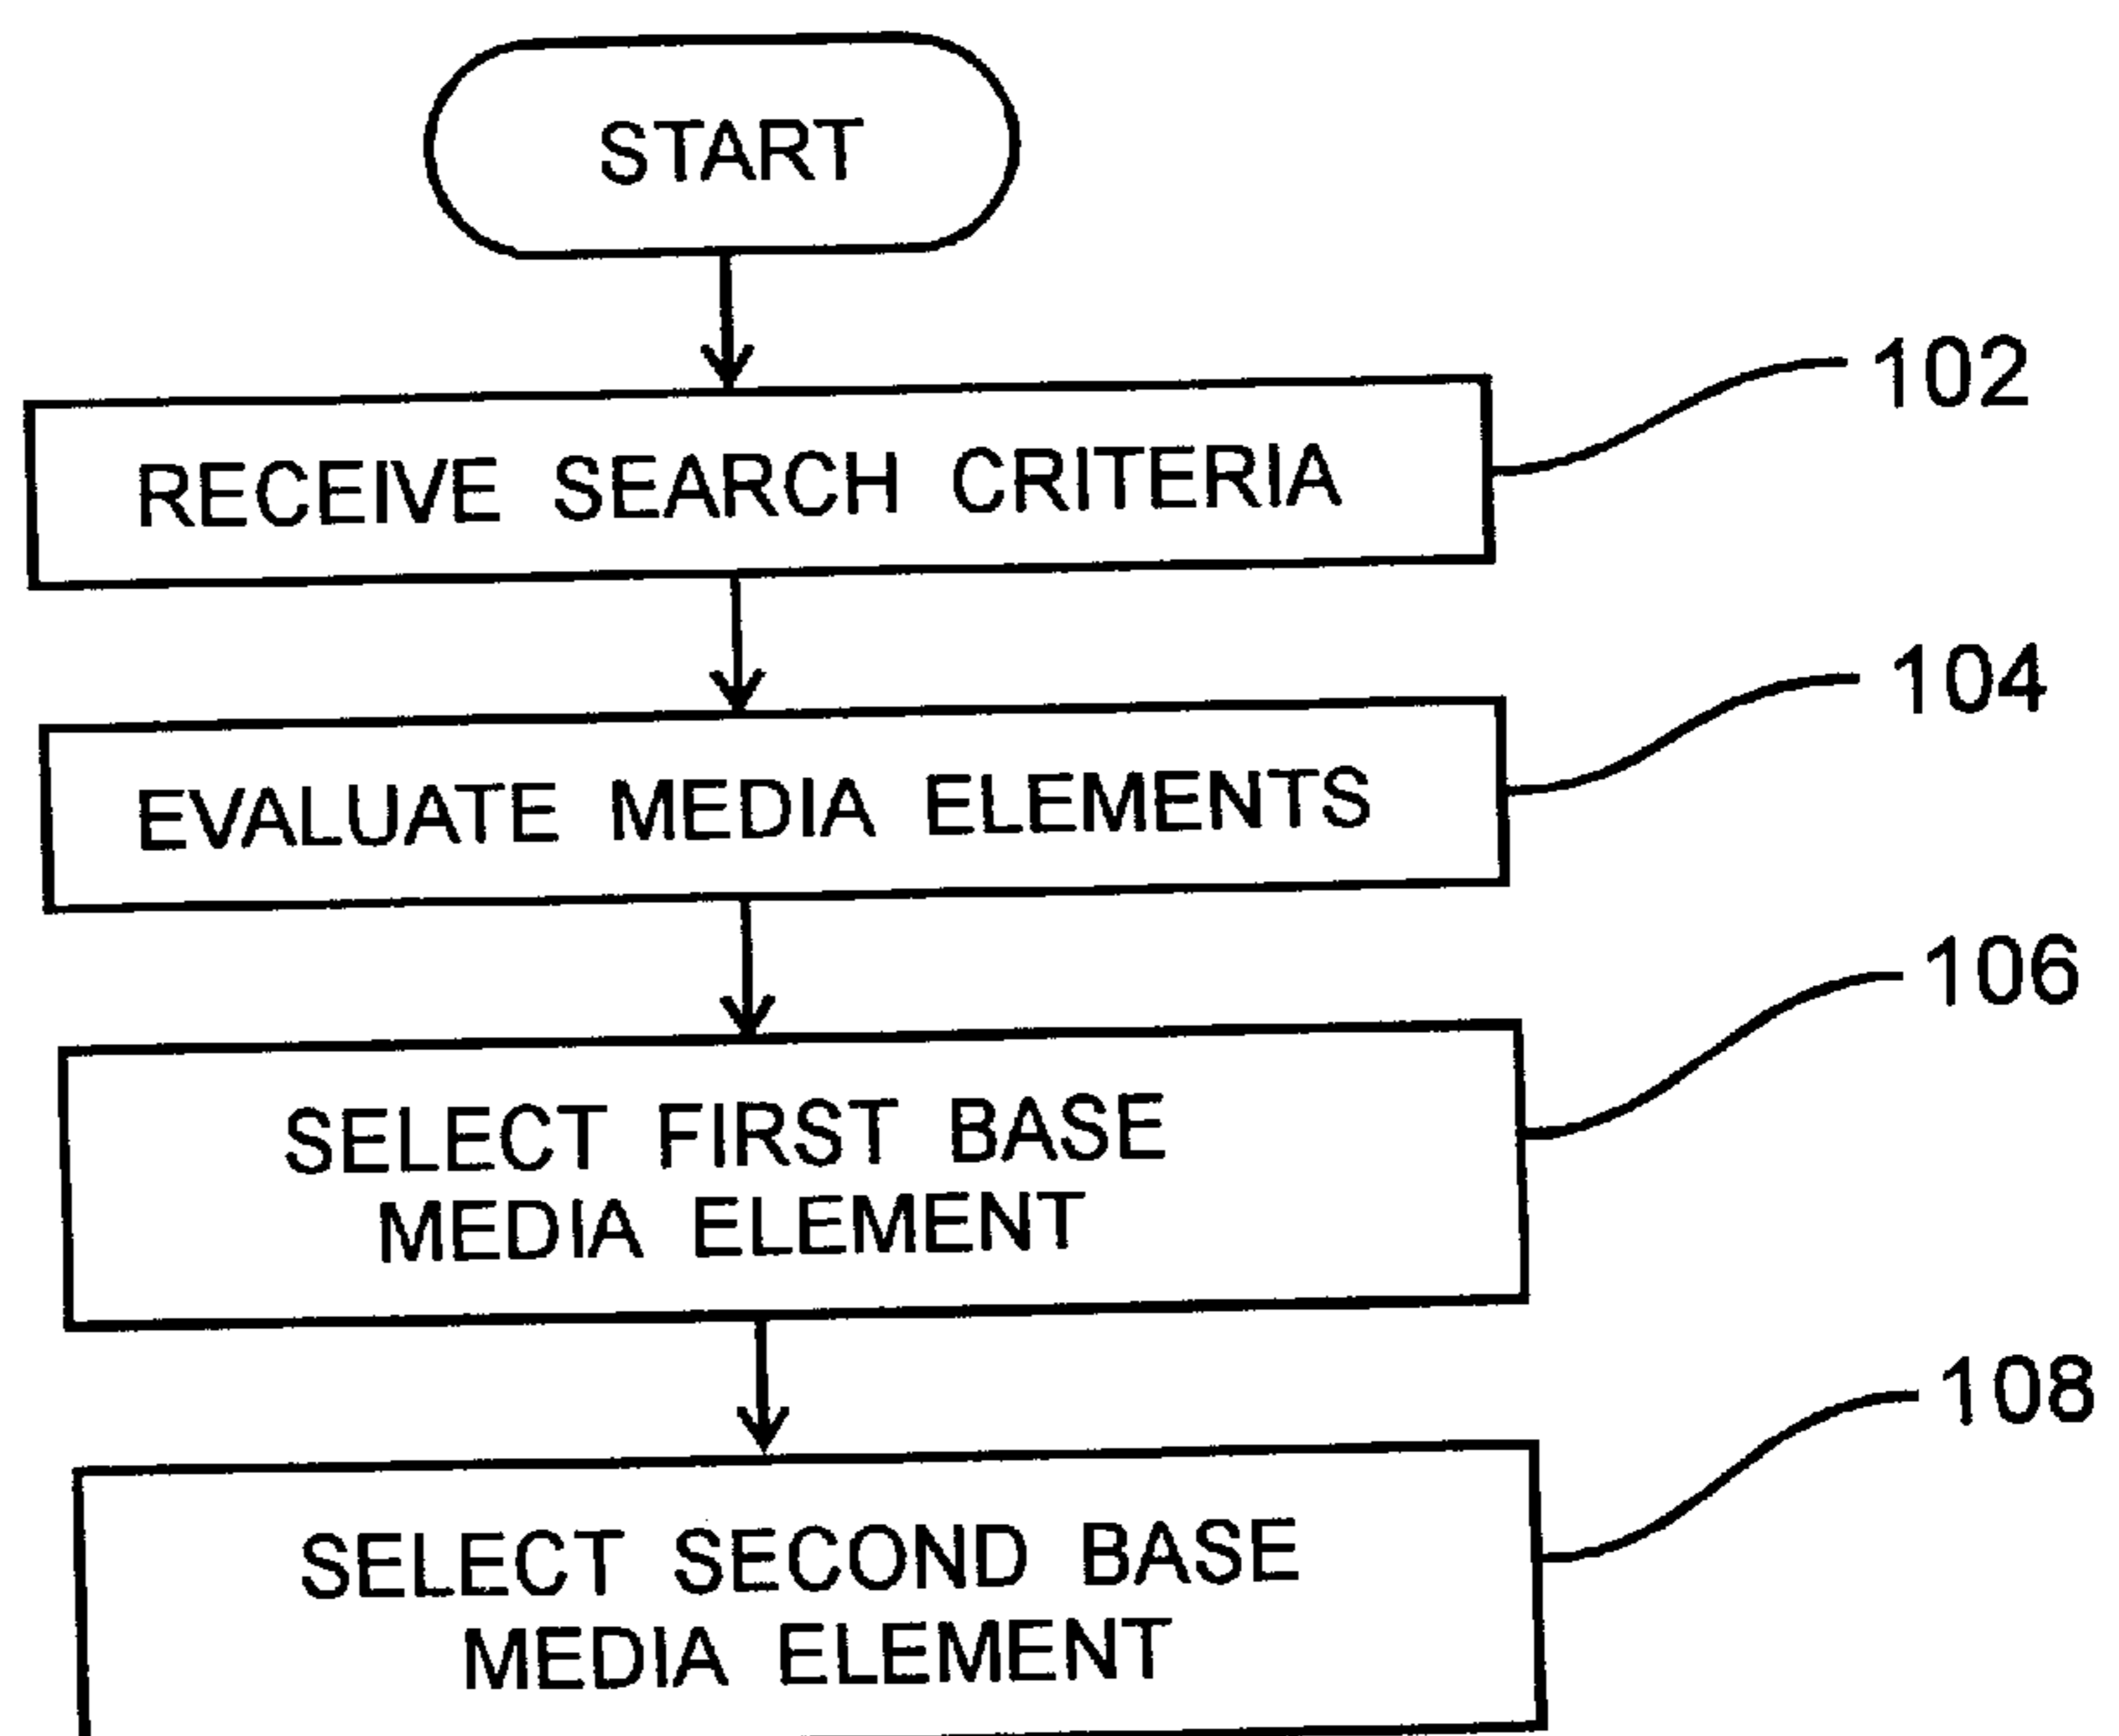 START
102
RECEIVE SEARCH CRITERIA
104
EVALUATE MEDIA ELEMENTS
106
SELECT FIRST BASE
MEDIA ELEMENT
108
SELECT SECOND BASE
MEDIA ELEMENT